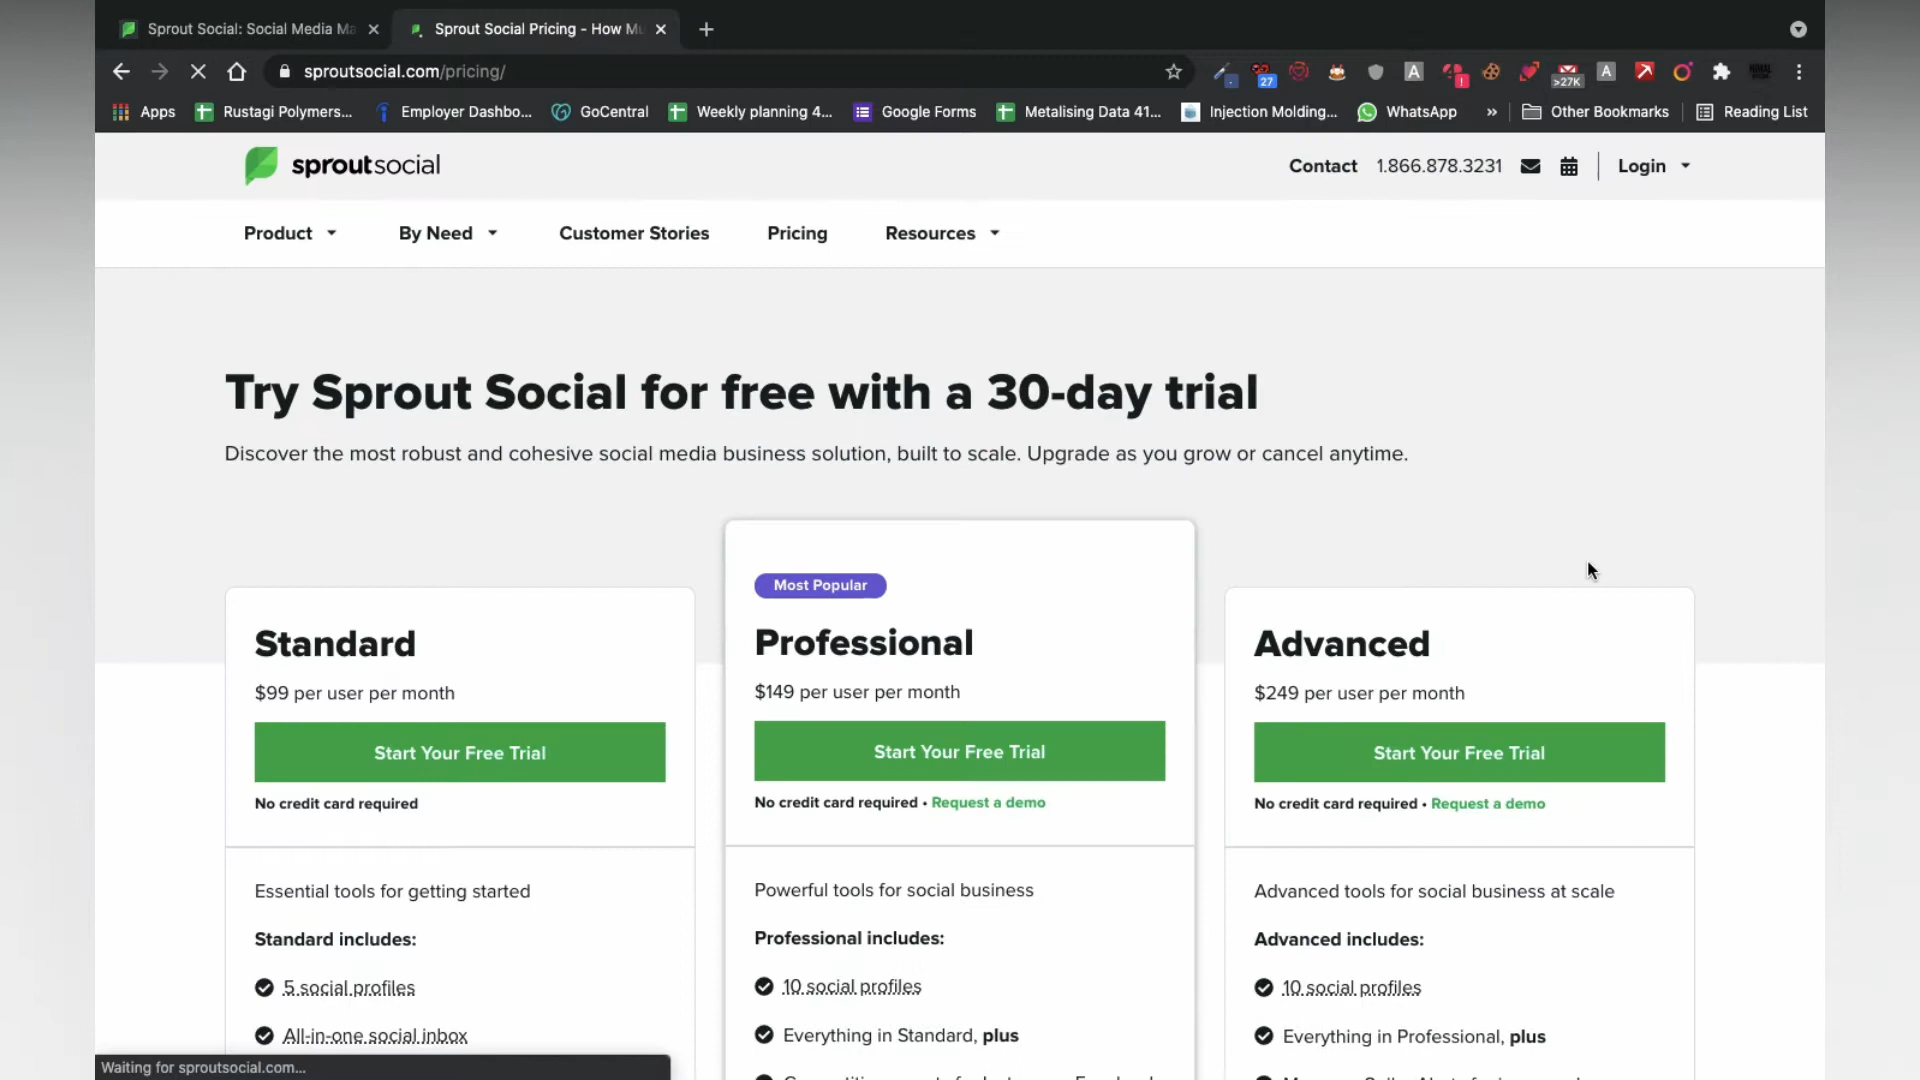 Sprout Social: Social Media Ma
Sprout Social Pricing - How Mu
sproutsocial.com/pricing/
27
>27K
Apps
Rustagi Polymers...
Employer Dashbo...
GoCentral
Weekly planning 4...
Google Forms
Metalising Data 41...
Injection Molding...
WhatsApp
»
Other Bookmarks
Reading List
sproutsocial
Contact 1.866.878.3231
Login
Product
By Need
Customer Stories
Pricing
Resources
Try Sprout Social for free with a 30-day trial
Discover the most robust and cohesive social media business solution, built to scale. Upgrade as you grow or cancel anytime.
Standard
$99 per user per month
Start Your Free Trial
No credit card required
Essential tools for getting started
Standard includes:
5 social profiles
All-in-one social inbox
Most Popular
Professional
$149 per user per month
Start Your Free Trial
No credit card required • Request a demo
Powerful tools for social business
Professional includes:
10 social profiles
Everything in Standard, plus
Advanced
$249 per user per month
Start Your Free Trial
No credit card required • Request a demo
Advanced tools for social business at scale
Advanced includes:
10 social profiles
Everything in Professional, plus
Waiting for sproutsocial.com...